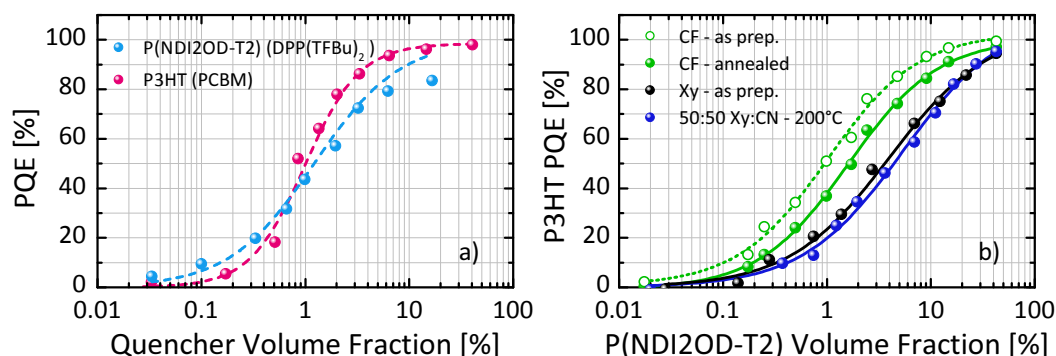 PQE [%]
100
80
60
40
20
0
P(NDI2OD-T2) (DPP(TFBu)2)
P3HT (PCBM)
a)
0.01 0.1 1 10 100
Quencher Volume Fraction [%]
P3HT PQE [%]
100
80
60
40
20
0
CF - as prep.
CF - annealed
Xy - as prep.
50:50 Xy:CN - 200°C
b)
0.01 0.1 1 10 100
P(NDI2OD-T2) Volume Fraction [%]